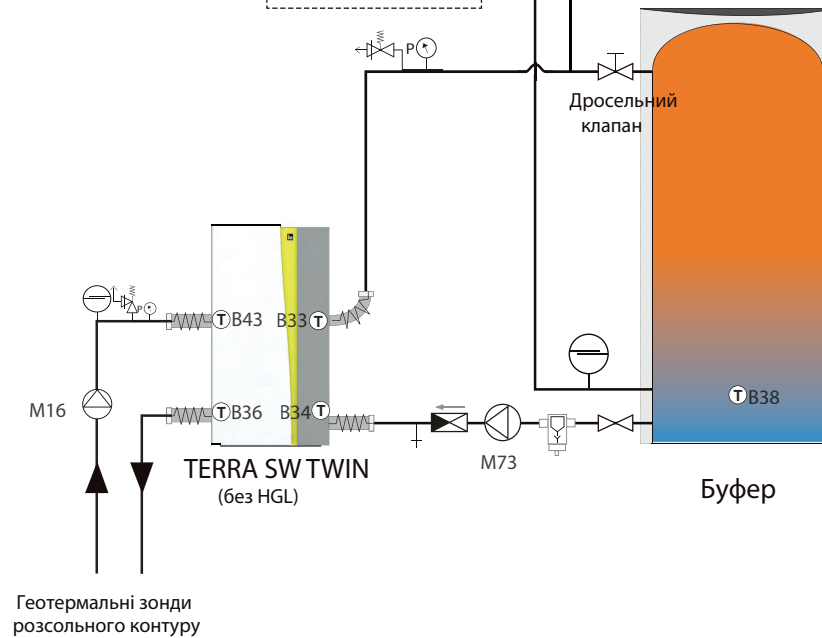 P
Дросельний
клапан
P
T B43
B33 T
M16
T B36
B34 T
T B38
M73
TERRA SW TWIN
(без HGL)
Буфер
Геотермальні зонди
розсольного контуру